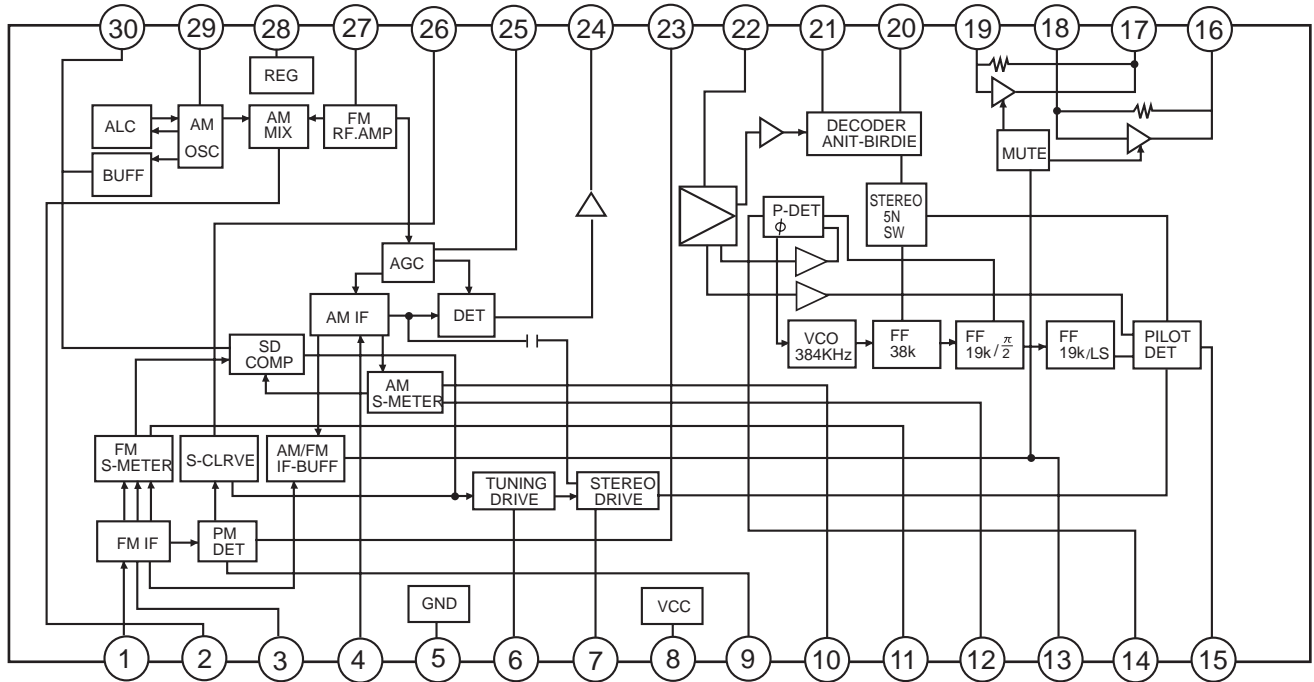 30 29 28 27 26 25 24 23 22 21 20 19 18 17 16
REG
ALC
AM
OSC
AM
MIX
FM
RF.AMP
BUFF
DECODER
ANIT-BIRDIE
MUTE
STEREO
5N
SW
P-DET
ϕ
AGC
AM IF
DET
SD
COMP
VCO
384KHz
FF
38k
FF
19k/π/2
FF
19k/LS
PILOT
DET
AM
S-METER
FM
S-METER
S-CLRVE
AM/FM
IF-BUFF
TUNING
DRIVE
STEREO
DRIVE
FM IF
PM
DET
GND
VCC
1 2 3 4 5 6 7 8 9 10 11 12 13 14 15